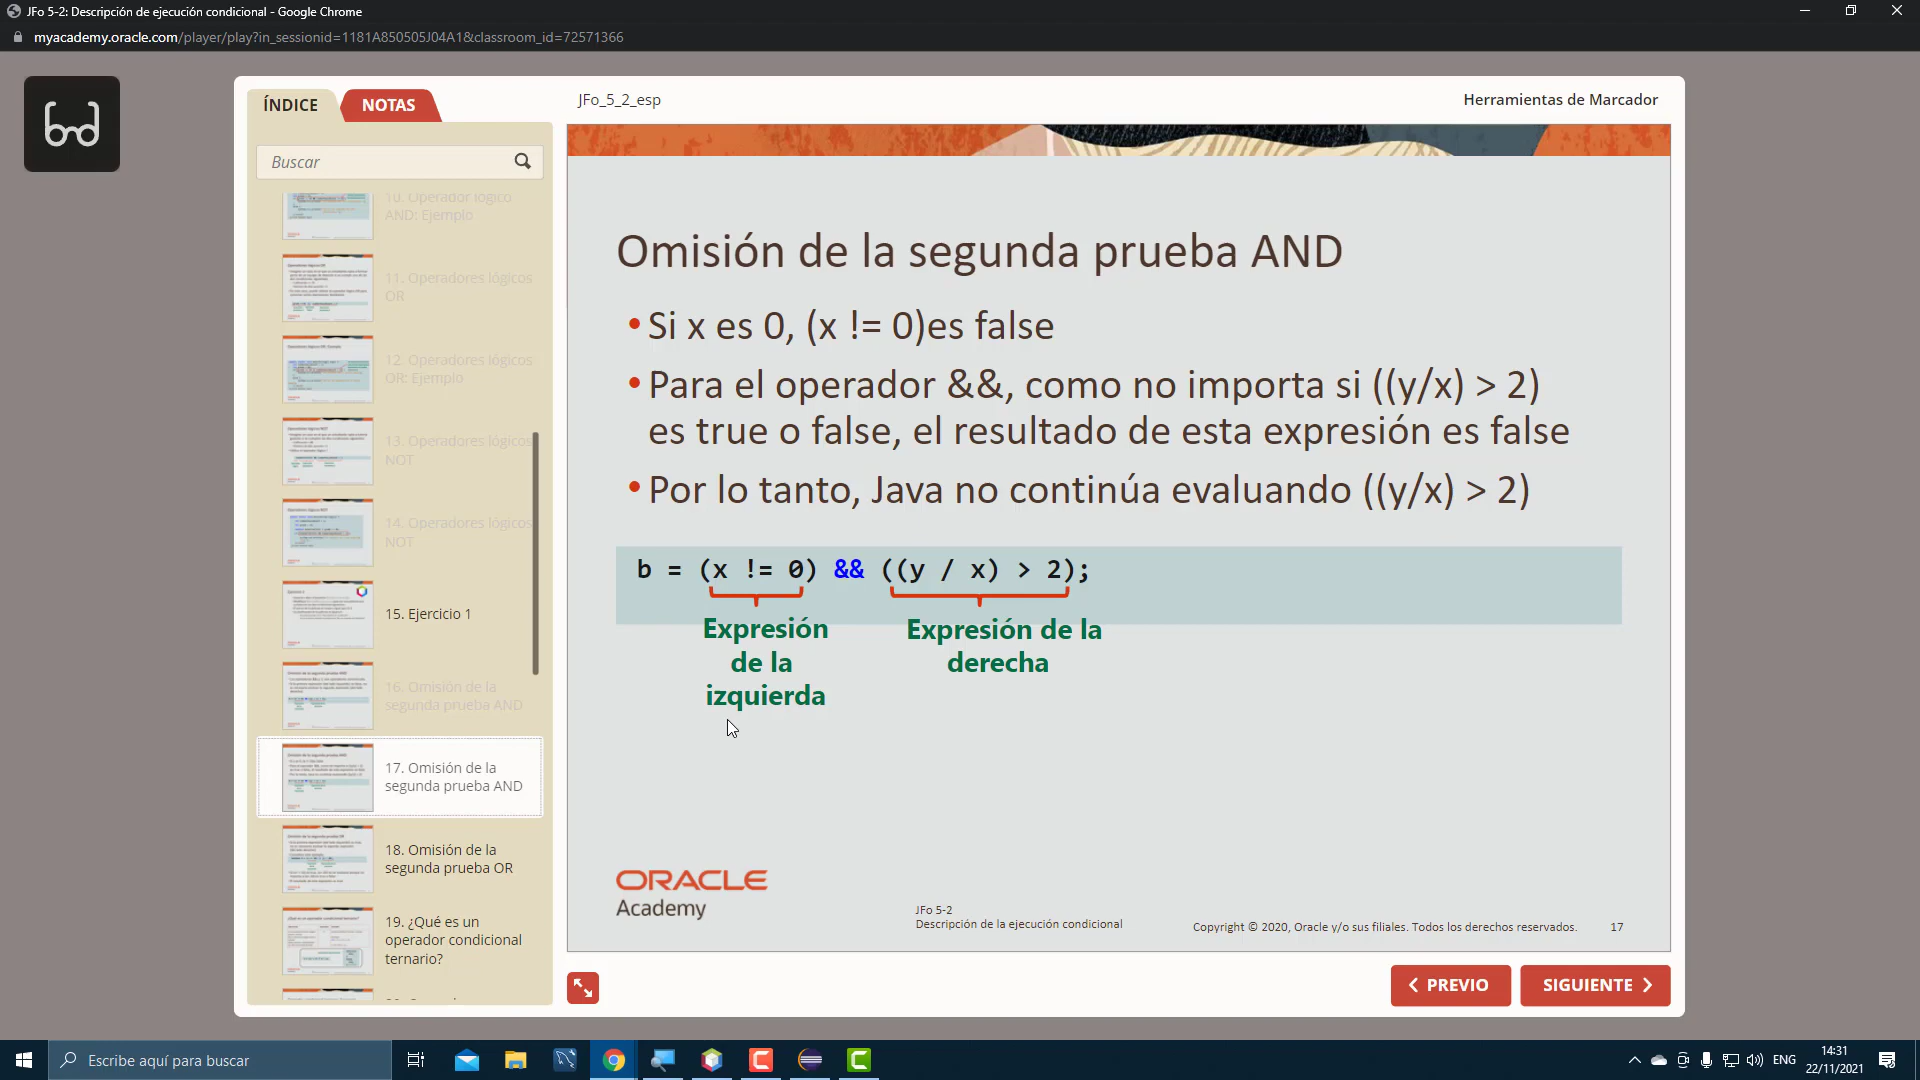 JFo 5-2: Descripción de ejecución condicional - Google Chrome
myacademy.oracle.com/player/play?in_sessionid=1181A850505J04A1&classroom_id=72571366
ÍNDICE
NOTAS
JFo_5_2_esp
Herramientas de Marcador
Buscar
10. Operador lógico
AND: Ejemplo
11. Operadores lógicos
OR
12. Operadores lógicos
OR: Ejemplo
13. Operadores lógicos
NOT
14. Operadores lógicos
NOT
15. Ejercicio 1
16. Omisión de la
segunda prueba AND
17. Omisión de la
segunda prueba AND
18. Omisión de la
segunda prueba OR
19. ¿Qué es un
operador condicional
ternario?
Omisión de la segunda prueba AND
•Si x es 0, (x != 0)es false
•Para el operador &&, como no importa si ((y/x) > 2)
es true o false, el resultado de esta expresión es false
•Por lo tanto, Java no continúa evaluando ((y/x) > 2)
b = (x != 0) && ((y / x) > 2);
Expresión
de la
izquierda
Expresión de la
derecha
ORACLE
Academy
JFo 5-2
Descripción de la ejecución condicional
Copyright © 2020, Oracle y/o sus filiales. Todos los derechos reservados.
17
PREVIO
SIGUIENTE
Escribe aquí para buscar
ENG
14:31
22/11/2021